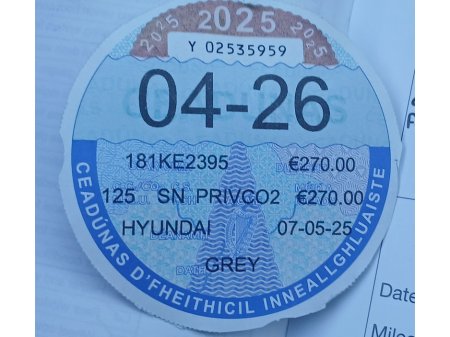 2025 2025 2025
Y 02535959
04-26
181KE2395 €270.00
125 SN PRIVCO2 €270.00
HYUNDAI 07-05-25
GREY
CEADÚNAS D'FHEITHICIL INNEALLGHLUAISTE
Date